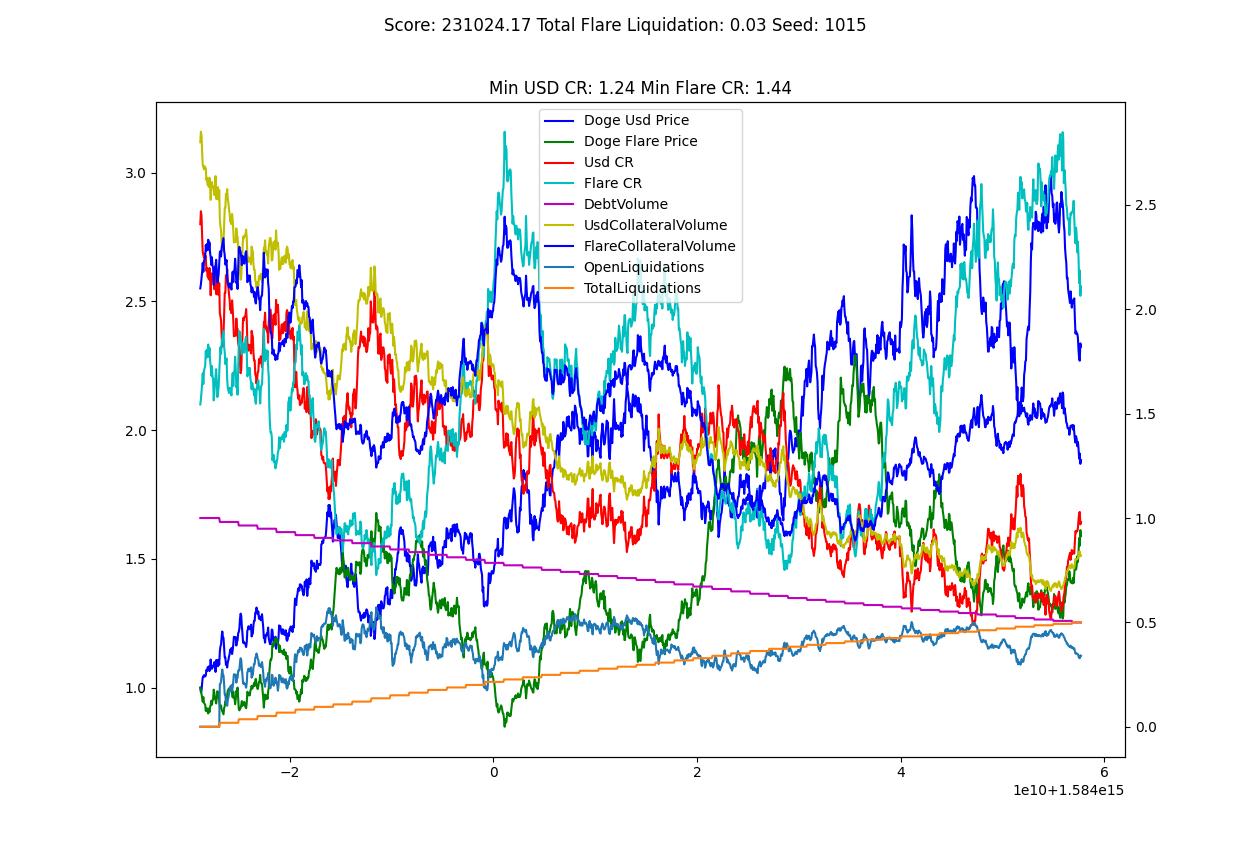 Score: 231024.17 Total Flare Liquidation: 0.03 Seed: 1015
Min USD CR: 1.24 Min Flare CR: 1.44
Doge Usd Price
Doge Flare Price
Usd CR
Flare CR
DebtVolume
UsdCollateralVolume
FlareCollateralVolume
OpenLiquidations
TotalLiquidations
3.0
2.5
2.0
1.5
1.0
2.5
2.0
1.5
1.0
0.5
0.0
−2
0
2
4
6
1e10+1.584e15